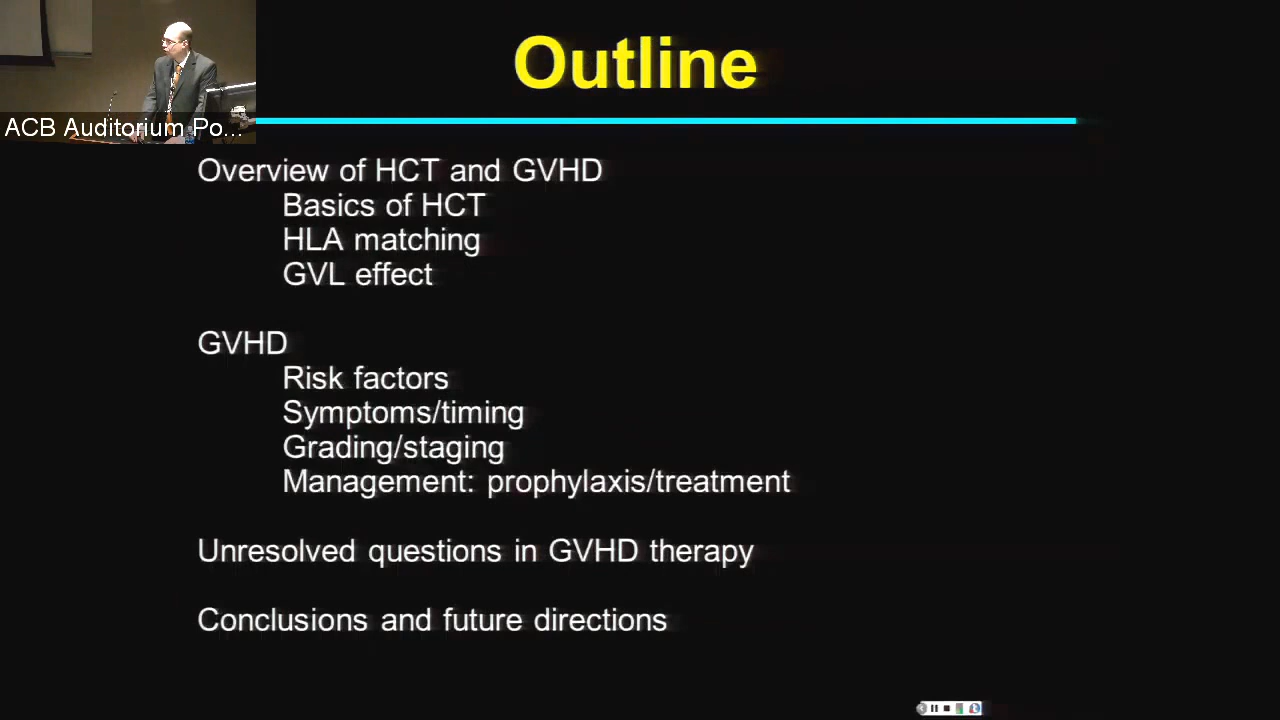 Outline
ACB Auditorium Po...
Overview of HCT and GVHD
Basics of HCT
HLA matching
GVL effect
GVHD
Risk factors
Symptoms/timing
Grading/staging
Management: prophylaxis/treatment
Unresolved questions in GVHD therapy
Conclusions and future directions